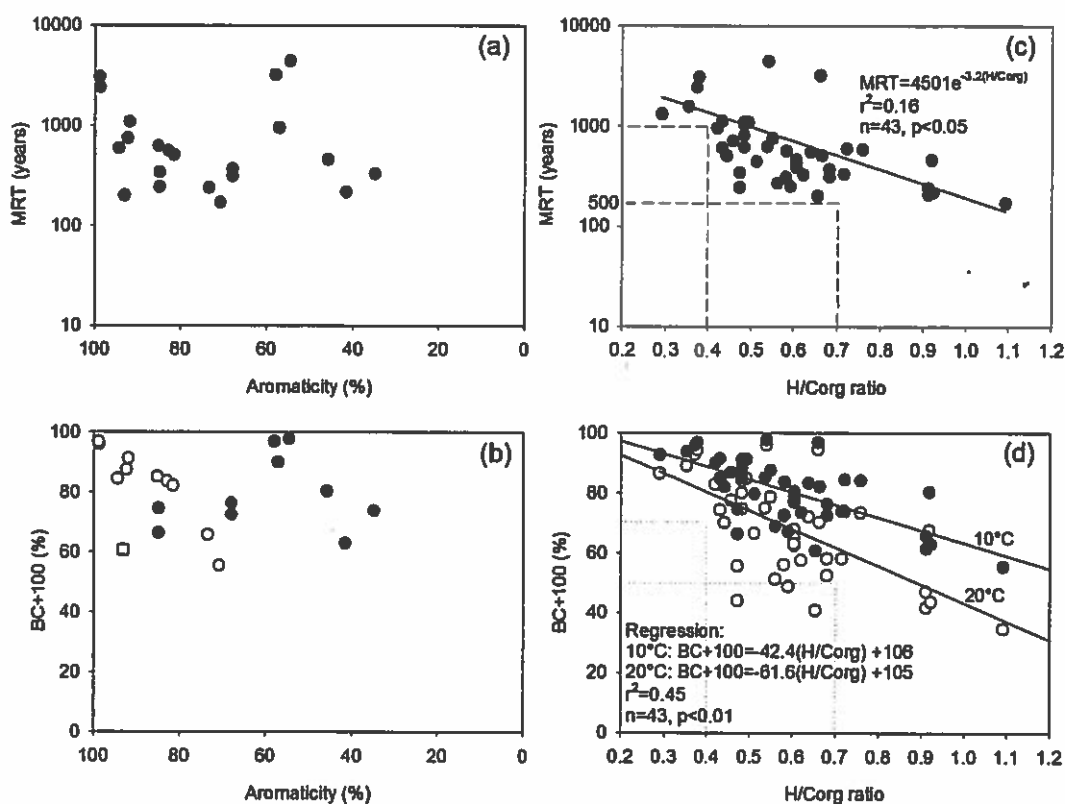 (a)
10000
1000
100
10
MRT (years)
100 80 60 40 20 0
Aromaticity (%)
(c)
10000
1000
500
100
10
MRT (years)
MRT=4501e^-3.2(H/Corg)
r²=0.16
n=43, p<0.05
0.2 0.3 0.4 0.5 0.6 0.7 0.8 0.9 1.0 1.1 1.2
H/Corg ratio
(b)
100
80
60
40
20
0
BC+100 (%)
100 80 60 40 20 0
Aromaticity (%)
(d)
100
80
60
40
20
0
BC+100 (%)
10°C
20°C
Regression:
10°C: BC+100=-42.4(H/Corg) +106
20°C: BC+100=-61.6(H/Corg) +105
r²=0.45
n=43, p<0.01
0.2 0.3 0.4 0.5 0.6 0.7 0.8 0.9 1.0 1.1 1.2
H/Corg ratio